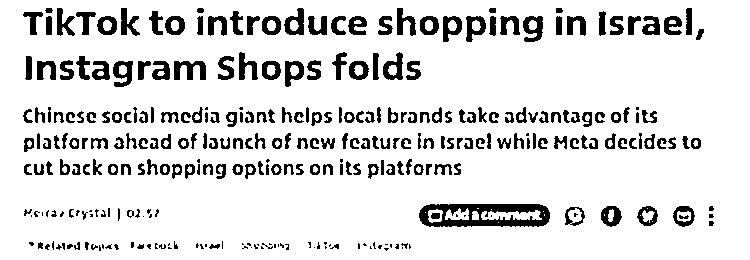 TikTok to introduce shopping in Israel,
Instagram Shops folds
Chinese social media giant helps local brands take advantage of its
platform ahead of launch of new feature in Israel while Meta decides to
cut back on shopping options on its platforms
Meirav Crystal | 02:57
Add a comment
Related Topics Facebook Israel shopping TikTok Instagram